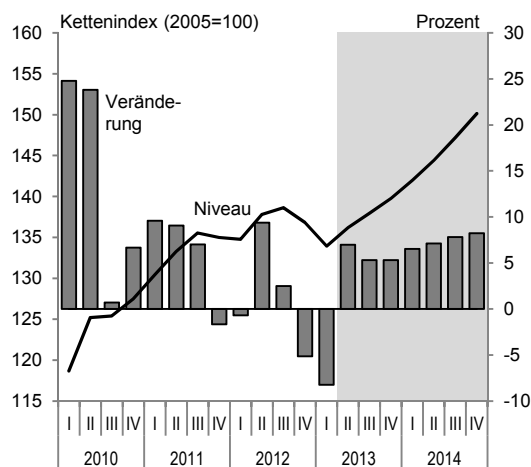 Kettenindex (2005=100) Prozent
160 30
155 25
150 20
145 15
140 10
135 5
130 0
125 -5
120 -10
115
Verände-
rung
Niveau
I II III IV I II III IV I II III IV I II III IV I II III IV
2010 2011 2012 2013 2014